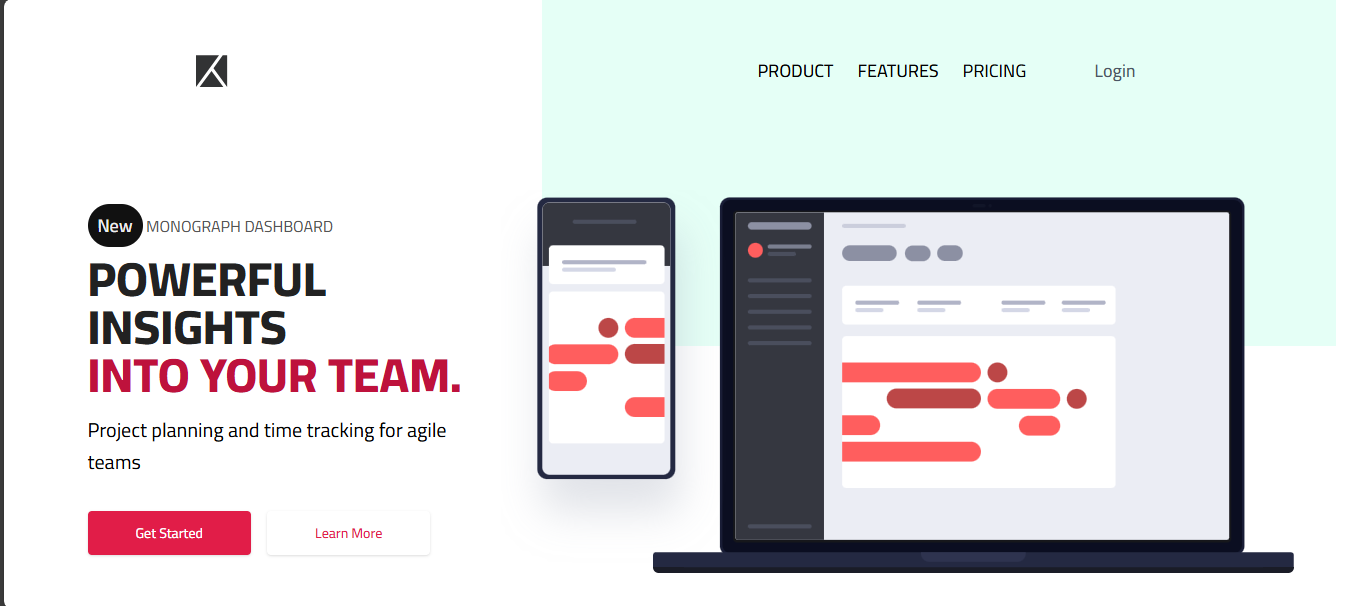 PRODUCT FEATURES PRICING Login
New MONOGRAPH DASHBOARD
POWERFUL
INSIGHTS
INTO YOUR TEAM.
Project planning and time tracking for agile
teams
Get Started Learn More